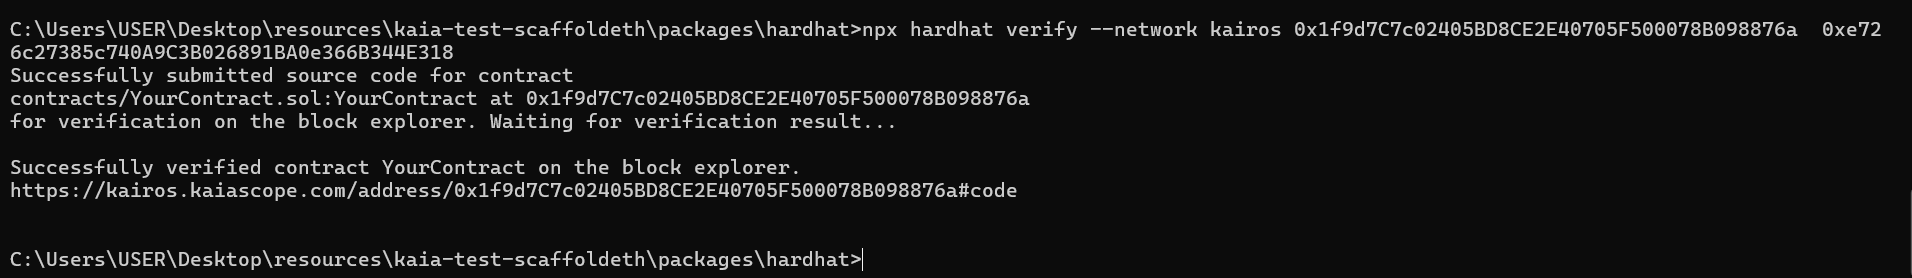 C:\Users\USER\Desktop\resources\kaia-test-scaffoldeth\packages\hardhat>npx hardhat verify --network kairos 0x1f9d7C7c02405BD8CE2E40705F500078B098876a  0xe72
6c27385c740A9C3B026891BA0e366B344E318
Successfully submitted source code for contract
contracts/YourContract.sol:YourContract at 0x1f9d7C7c02405BD8CE2E40705F500078B098876a
for verification on the block explorer. Waiting for verification result...
Successfully verified contract YourContract on the block explorer.
https://kairos.kaiascope.com/address/0x1f9d7C7c02405BD8CE2E40705F500078B098876a#code
C:\Users\USER\Desktop\resources\kaia-test-scaffoldeth\packages\hardhat>